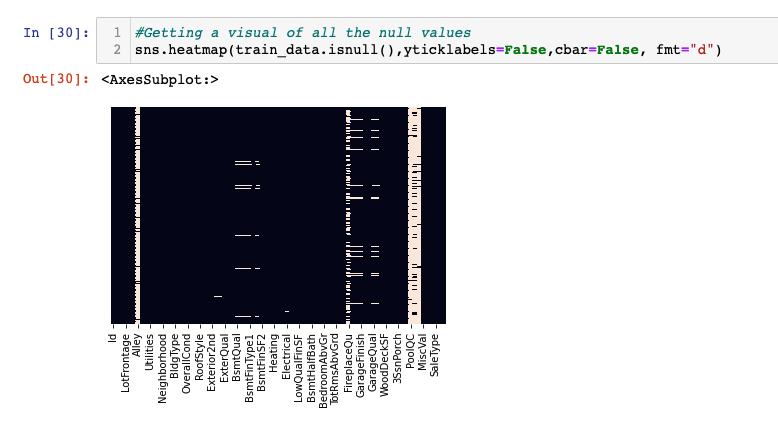 In [30]:
1 #Getting a visual of all the null values
2 sns.heatmap(train_data.isnull(),yticklabels=False,cbar=False, fmt="d")
Out[30]: <AxesSubplot:>
Id
LotFrontage
Alley
Utilities
Neighborhood
BldgType
OverallCond
RoofStyle
Exterior2nd
ExterQual
BsmtQual
BsmtFinType1
BsmtFinSF2
Heating
Electrical
LowQualFinSF
BsmtHalfBath
BedroomAbvGr
TotRmsAbvGrd
FireplaceQu
GarageFinish
GarageQual
WoodDeckSF
3SsnPorch
PoolQC
MiscVal
SaleType